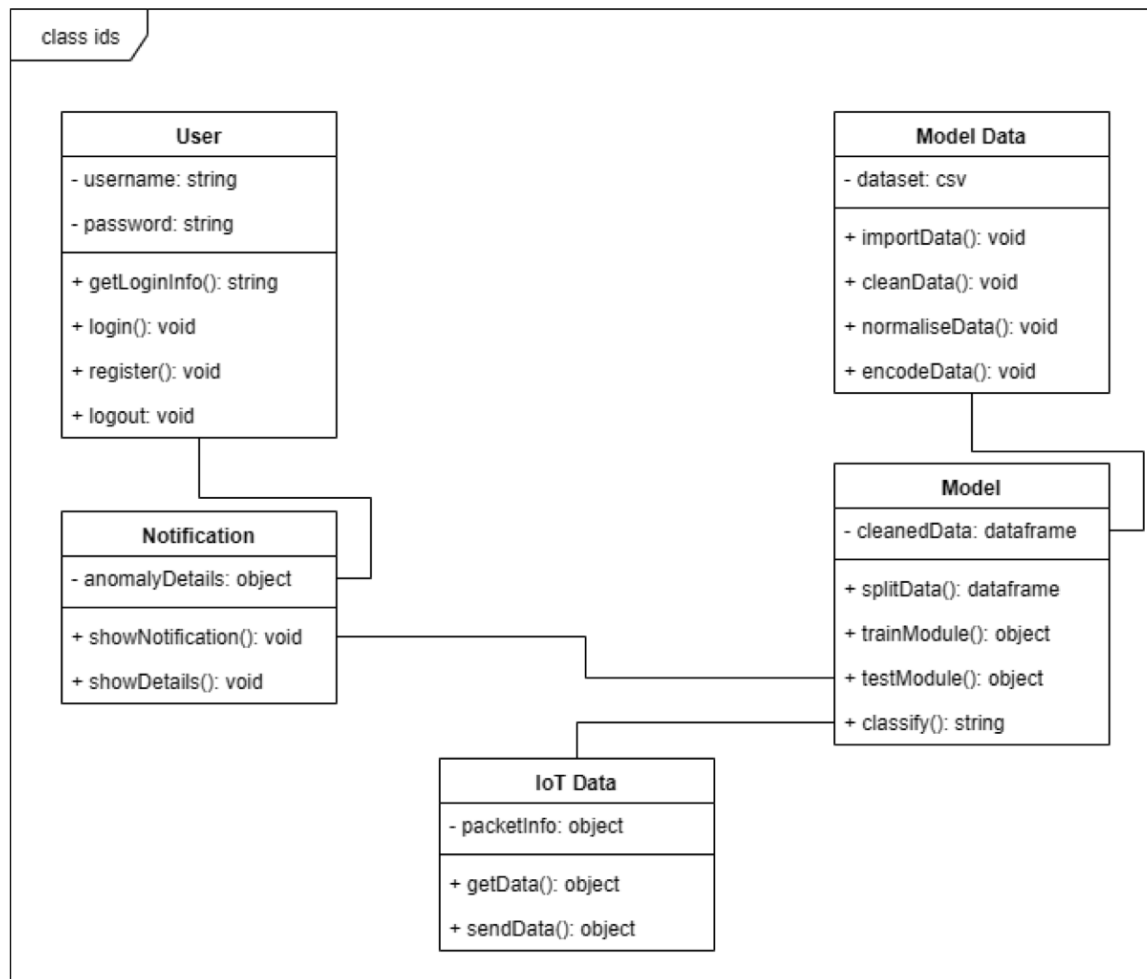 class ids
User
- username: string
- password: string
+ getLoginInfo(): string
+ login(): void
+ register(): void
+ logout: void
Model Data
- dataset: csv
+ importData(): void
+ cleanData(): void
+ normaliseData(): void
+ encodeData(): void
Notification
- anomalyDetails: object
+ showNotification(): void
+ showDetails(): void
Model
- cleanedData: dataframe
+ splitData(): dataframe
+ trainModule(): object
+ testModule(): object
+ classify(): string
IoT Data
- packetInfo: object
+ getData(): object
+ sendData(): object